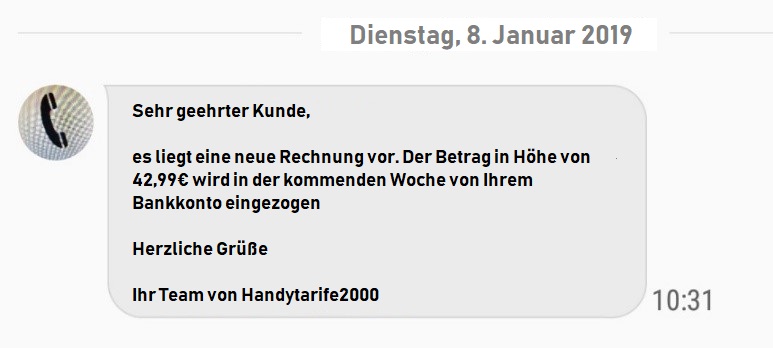 Dienstag, 8. Januar 2019
Sehr geehrter Kunde,
es liegt eine neue Rechnung vor. Der Betrag in Höhe von
42,99€ wird in der kommenden Woche von Ihrem
Bankkonto eingezogen
Herzliche Grüße
Ihr Team von Handytarife2000
10:31